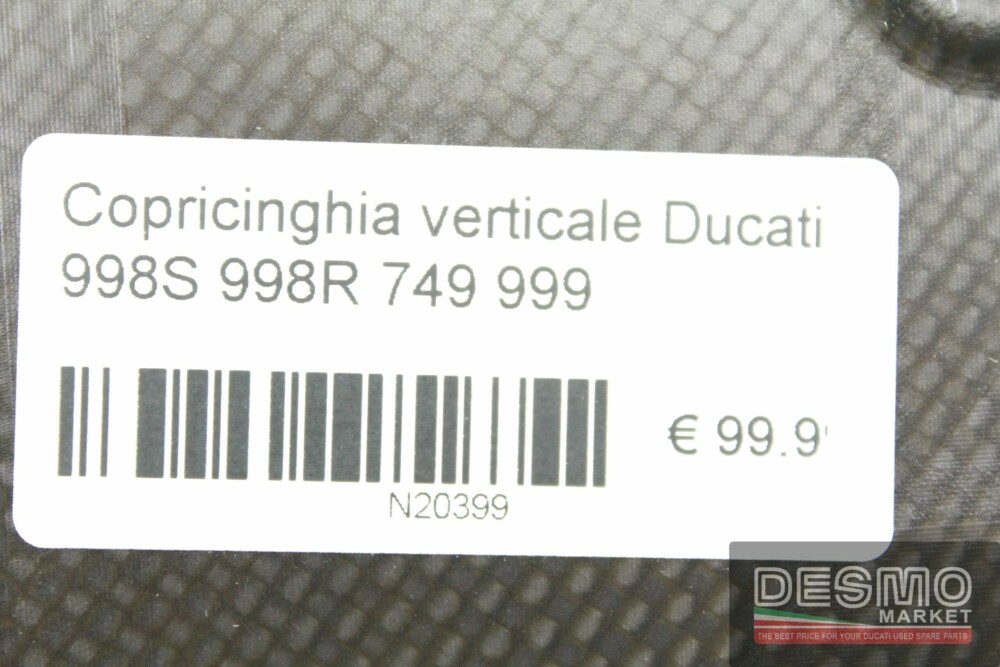 Copricinghia verticale Ducati
998S 998R 749 999
€ 99.9
N20399
DESMO
MARKET
THE BEST PRICE FOR YOUR DUCATI USED SPARE PARTS